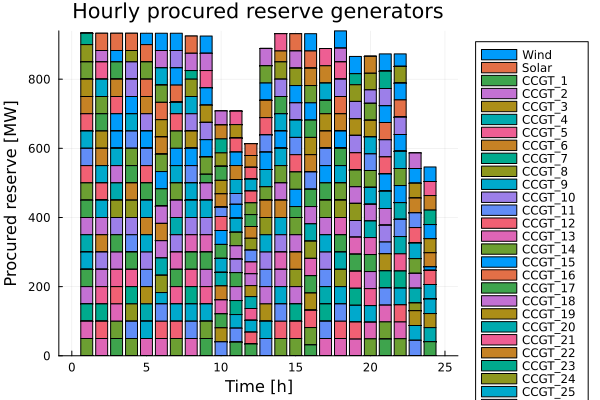 Hourly procured reserve generators
Procured reserve [MW]
800
600
400
200
0
0 5 10 15 20 25
Time [h]
Wind
Solar
CCGT_1
CCGT_2
CCGT_3
CCGT_4
CCGT_5
CCGT_6
CCGT_7
CCGT_8
CCGT_9
CCGT_10
CCGT_11
CCGT_12
CCGT_13
CCGT_14
CCGT_15
CCGT_16
CCGT_17
CCGT_18
CCGT_19
CCGT_20
CCGT_21
CCGT_22
CCGT_23
CCGT_24
CCGT_25